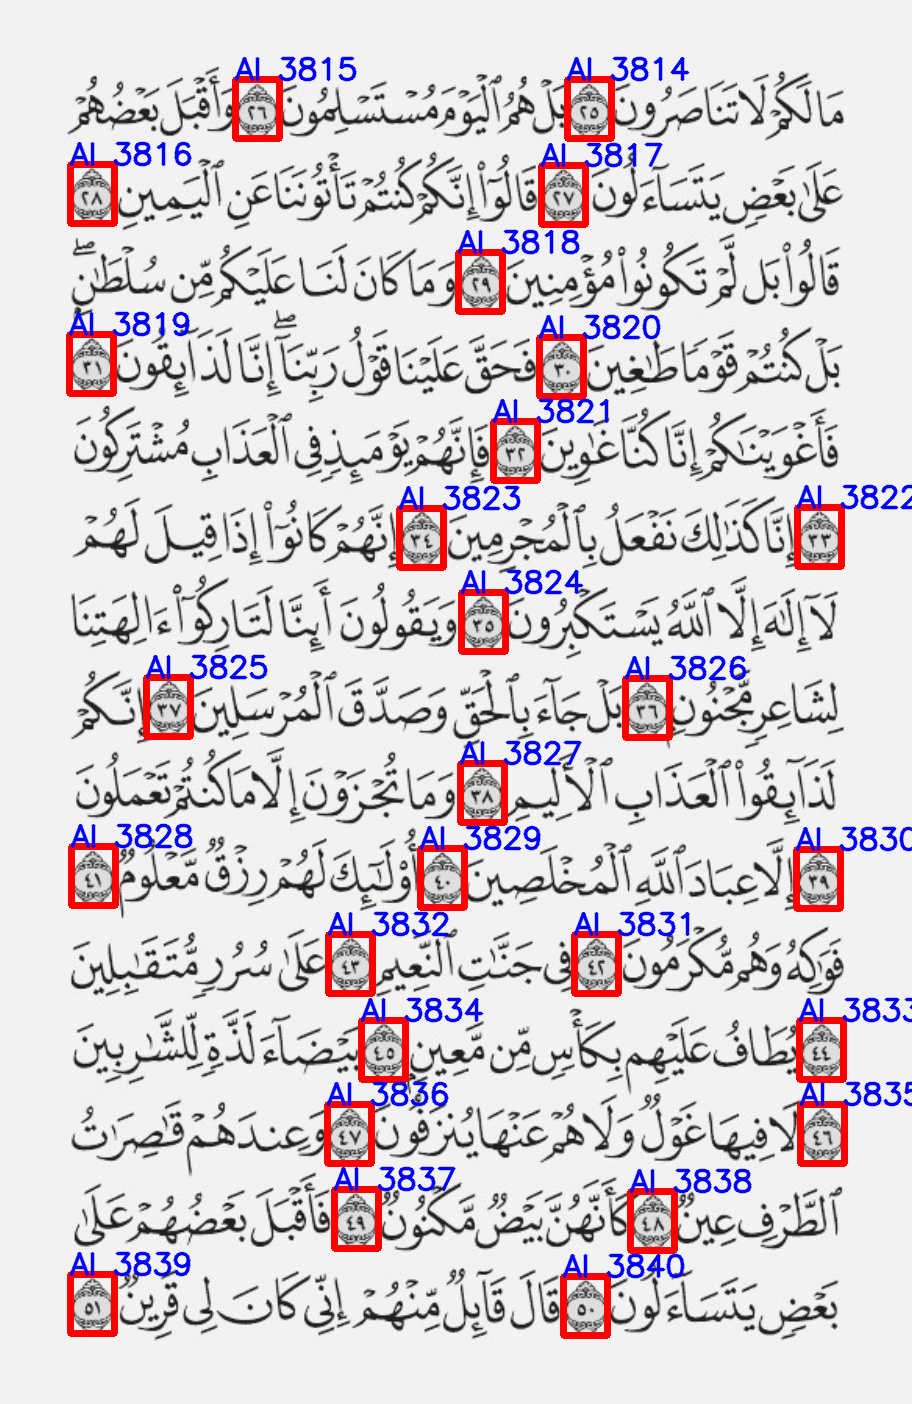 AI_3815 AI_3814
مَا لَكُمْ لَا تَنَاصَرُونَ ٢٥ بَلْ هُمُ ٱلْيَوْمَ مُسْتَسْلِمُونَ ٢٦ وَأَقْبَلَ بَعْضُهُمْ
AI_3816 AI_3817
عَلَىٰ بَعْضٍ يَتَسَآءَلُونَ ٢٧ قَالُوٓا۟ إِنَّكُمْ كُنتُمْ تَأْتُونَنَا عَنِ ٱلْيَمِينِ ٢٨
AI_3818
قَالُوا۟ بَل لَّمْ تَكُونُوا۟ مُؤْمِنِينَ ٢٩ وَمَا كَانَ لَنَا عَلَيْكُم مِّن سُلْطَٰنٍۭ ۖ
AI_3819 AI_3820
بَلْ كُنتُمْ قَوْمًا طَٰغِينَ ٣٠ فَحَقَّ عَلَيْنَا قَوْلُ رَبِّنَآ ۖ إِنَّا لَذَآئِقُونَ ٣١
AI_3821
فَأَغْوَيْنَٰكُمْ إِنَّا كُنَّا غَٰوِينَ ٣٢ فَإِنَّهُمْ يَوْمَئِذٍ فِى ٱلْعَذَابِ مُشْتَرِكُونَ
AI_3823 AI_3822
٣٣ إِنَّا كَذَٰلِكَ نَفْعَلُ بِٱلْمُجْرِمِينَ ٣٤ إِنَّهُمْ كَانُوٓا۟ إِذَا قِيلَ لَهُمْ
AI_3824
لَآ إِلَٰهَ إِلَّا ٱللَّهُ يَسْتَكْبِرُونَ ٣٥ وَيَقُولُونَ أَئِنَّا لَتَارِكُوٓا۟ ءَالِهَتِنَا
AI_3825 AI_3826
لِشَاعِرٍ مَّجْنُونٍۭ ٣٦ بَلْ جَآءَ بِٱلْحَقِّ وَصَدَّقَ ٱلْمُرْسَلِينَ ٣٧ إِنَّكُمْ
AI_3827
لَذَآئِقُوا۟ ٱلْعَذَابِ ٱلْأَلِيمِ ٣٨ وَمَا تُجْزَوْنَ إِلَّا مَا كُنتُمْ تَعْمَلُونَ
AI_3828 AI_3829 AI_3830
٣٩ إِلَّا عِبَادَ ٱللَّهِ ٱلْمُخْلَصِينَ ٤٠ أُو۟لَٰٓئِكَ لَهُمْ رِزْقٌ مَّعْلُومٌ ٤١
AI_3832 AI_3831
فَوَٰكِهُ وَهُم مُّكْرَمُونَ ٤٢ فِى جَنَّٰتِ ٱلنَّعِيمِ ٤٣ عَلَىٰ سُرُرٍ مُّتَقَٰبِلِينَ
AI_3834 AI_3833
٤٤ يُطَافُ عَلَيْهِم بِكَأْسٍ مِّن مَّعِينٍۭ ٤٥ بَيْضَآءَ لَذَّةٍ لِّلشَّٰرِبِينَ
AI_3836 AI_3835
٤٦ لَا فِيهَا غَوْلٌ وَلَا هُمْ عَنْهَا يُنزَفُونَ ٤٧ وَعِندَهُمْ قَٰصِرَٰتُ
AI_3837 AI_3838
ٱلطَّرْفِ عِينٌ ٤٨ كَأَنَّهُنَّ بَيْضٌ مَّكْنُونٌ ٤٩ فَأَقْبَلَ بَعْضُهُمْ عَلَىٰ
AI_3839 AI_3840
بَعْضٍ يَتَسَآءَلُونَ ٥٠ قَالَ قَآئِلٌ مِّنْهُمْ إِنِّى كَانَ لِى قَرِينٌ ٥١